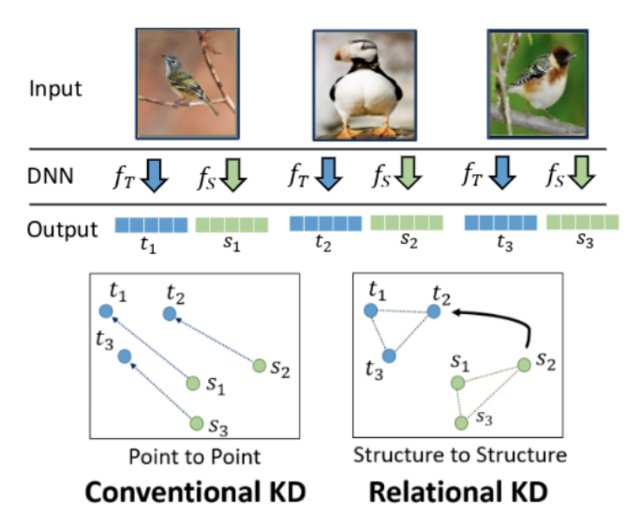 Input
DNN f_T f_S f_T f_S f_T f_S
Output
t_1 s_1 t_2 s_2 t_3 s_3
t_1 t_2
t_3
s_2
s_1
s_3
Point to Point
Conventional KD
t_1 t_2
t_3
s_1 s_2
s_3
Structure to Structure
Relational KD